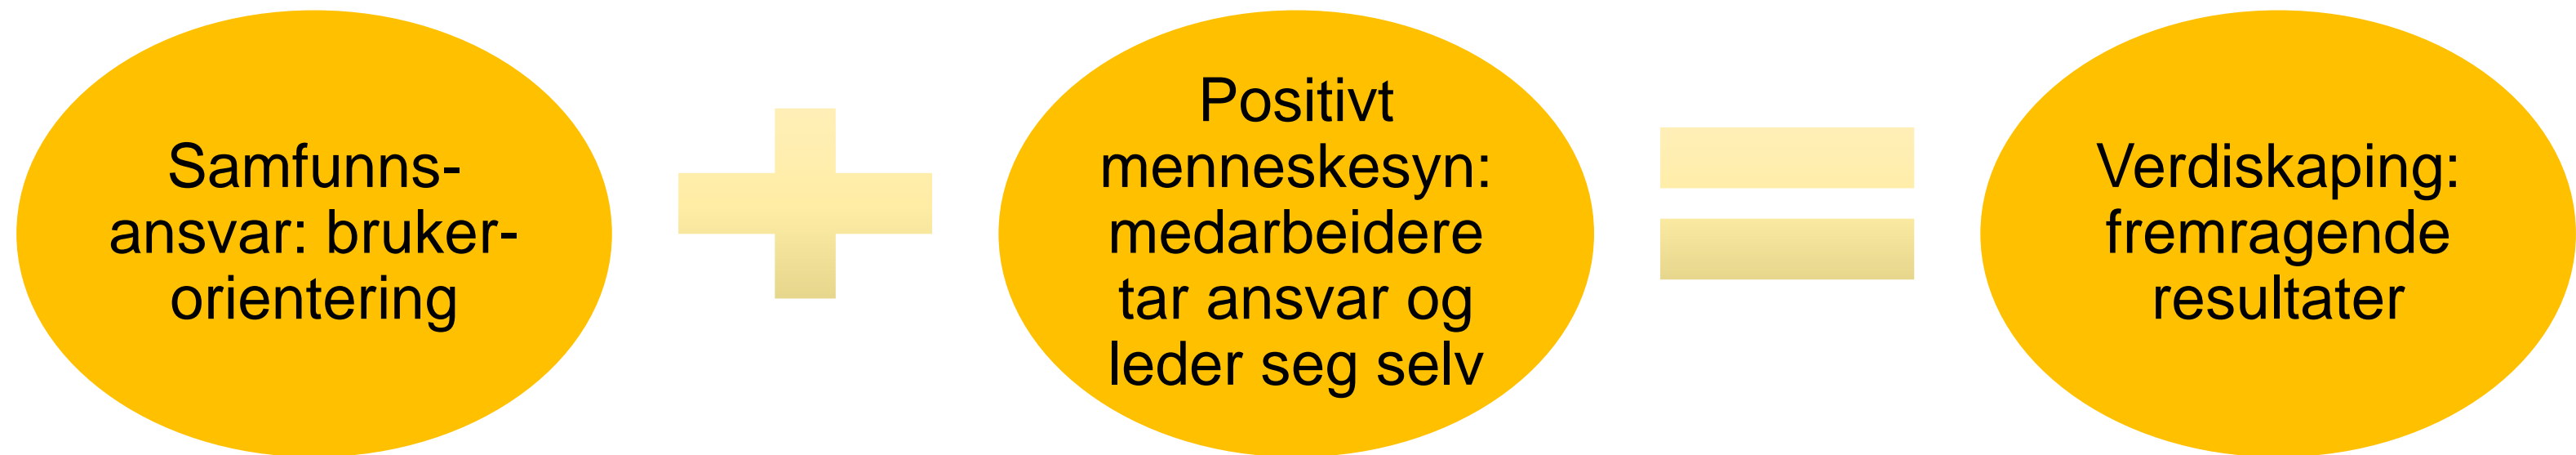 Samfunns-
ansvar: bruker-
orientering
Positivt
menneskesyn:
medarbeidere
tar ansvar og
leder seg selv
Verdiskaping:
fremragende
resultater